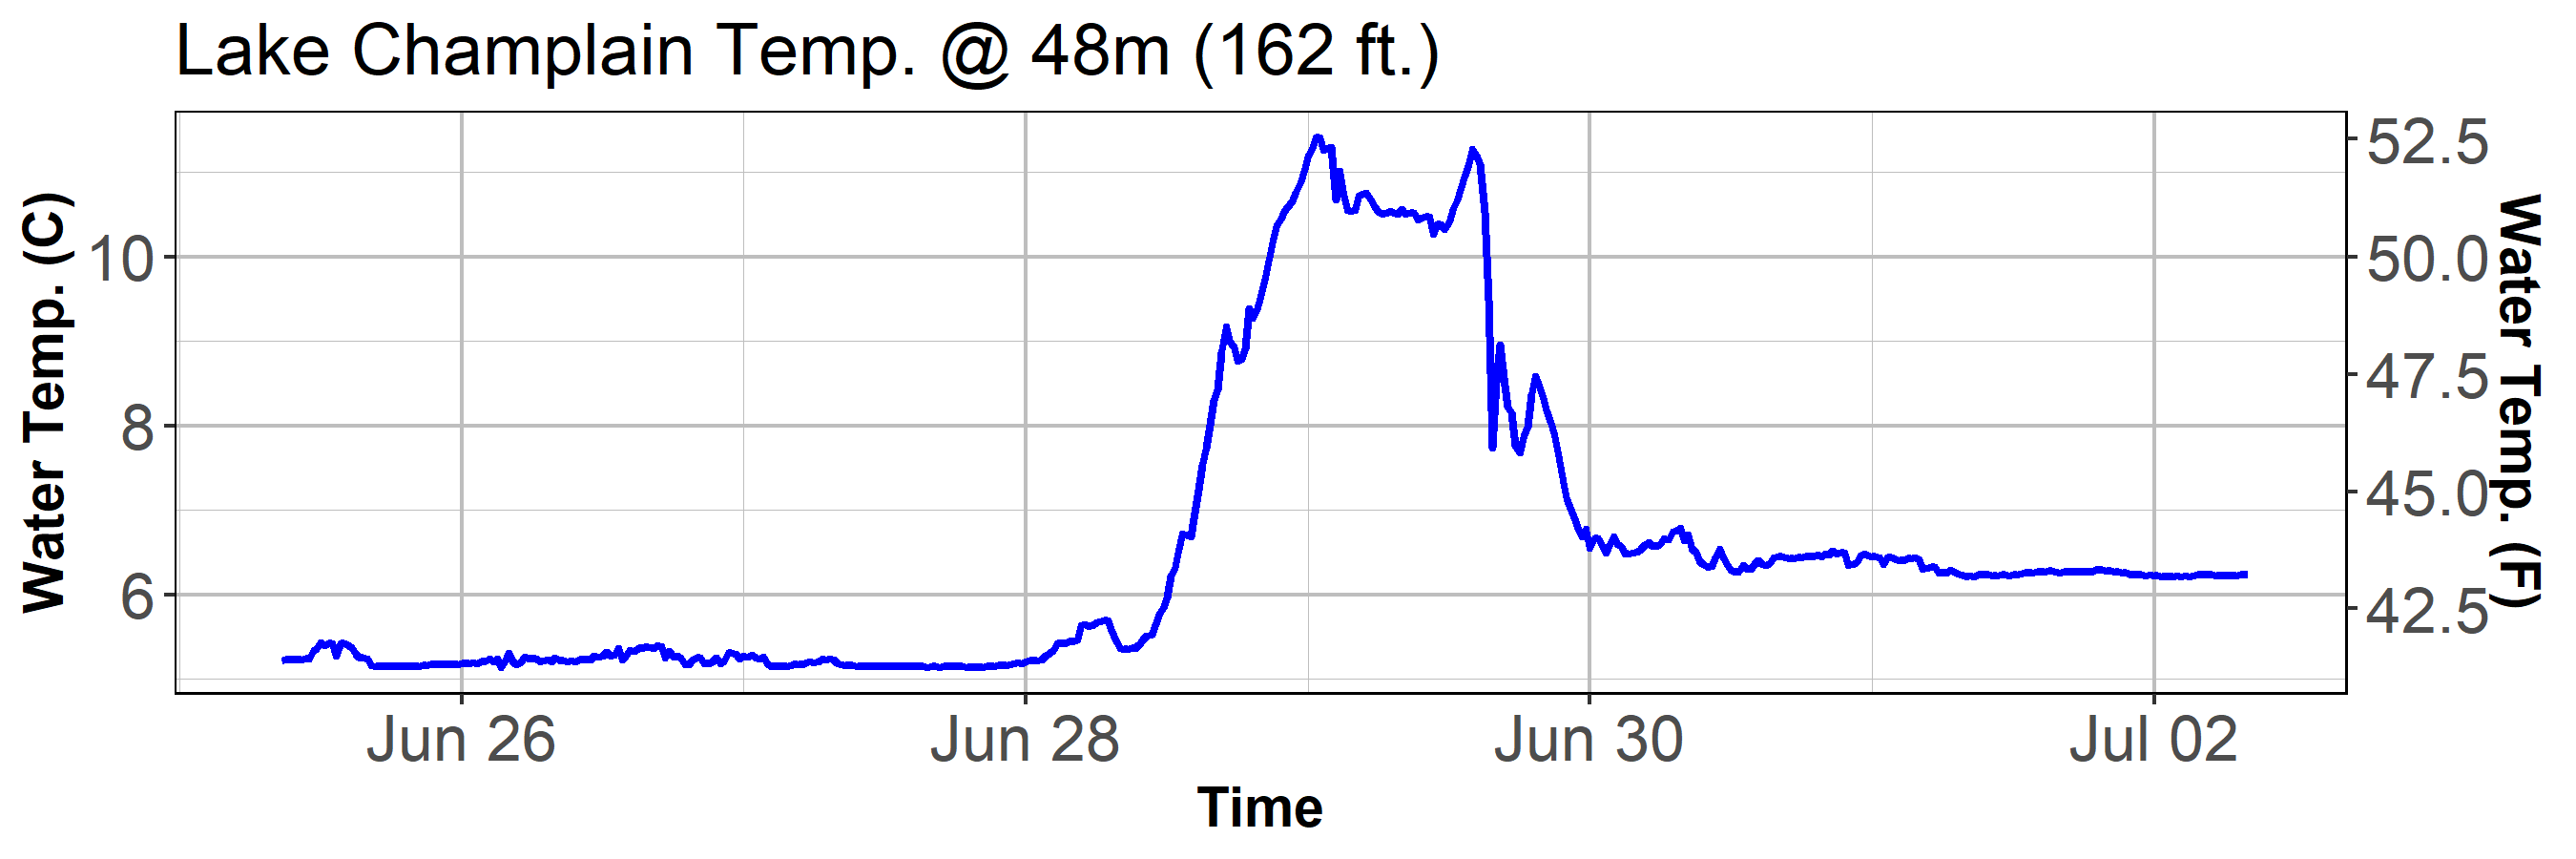 Lake Champlain Temp. @ 48m (162 ft.)
Water Temp. (C)
10
8
6
52.5
50.0
47.5
45.0
42.5
Water Temp. (F)
Jun 26
Jun 28
Jun 30
Jul 02
Time